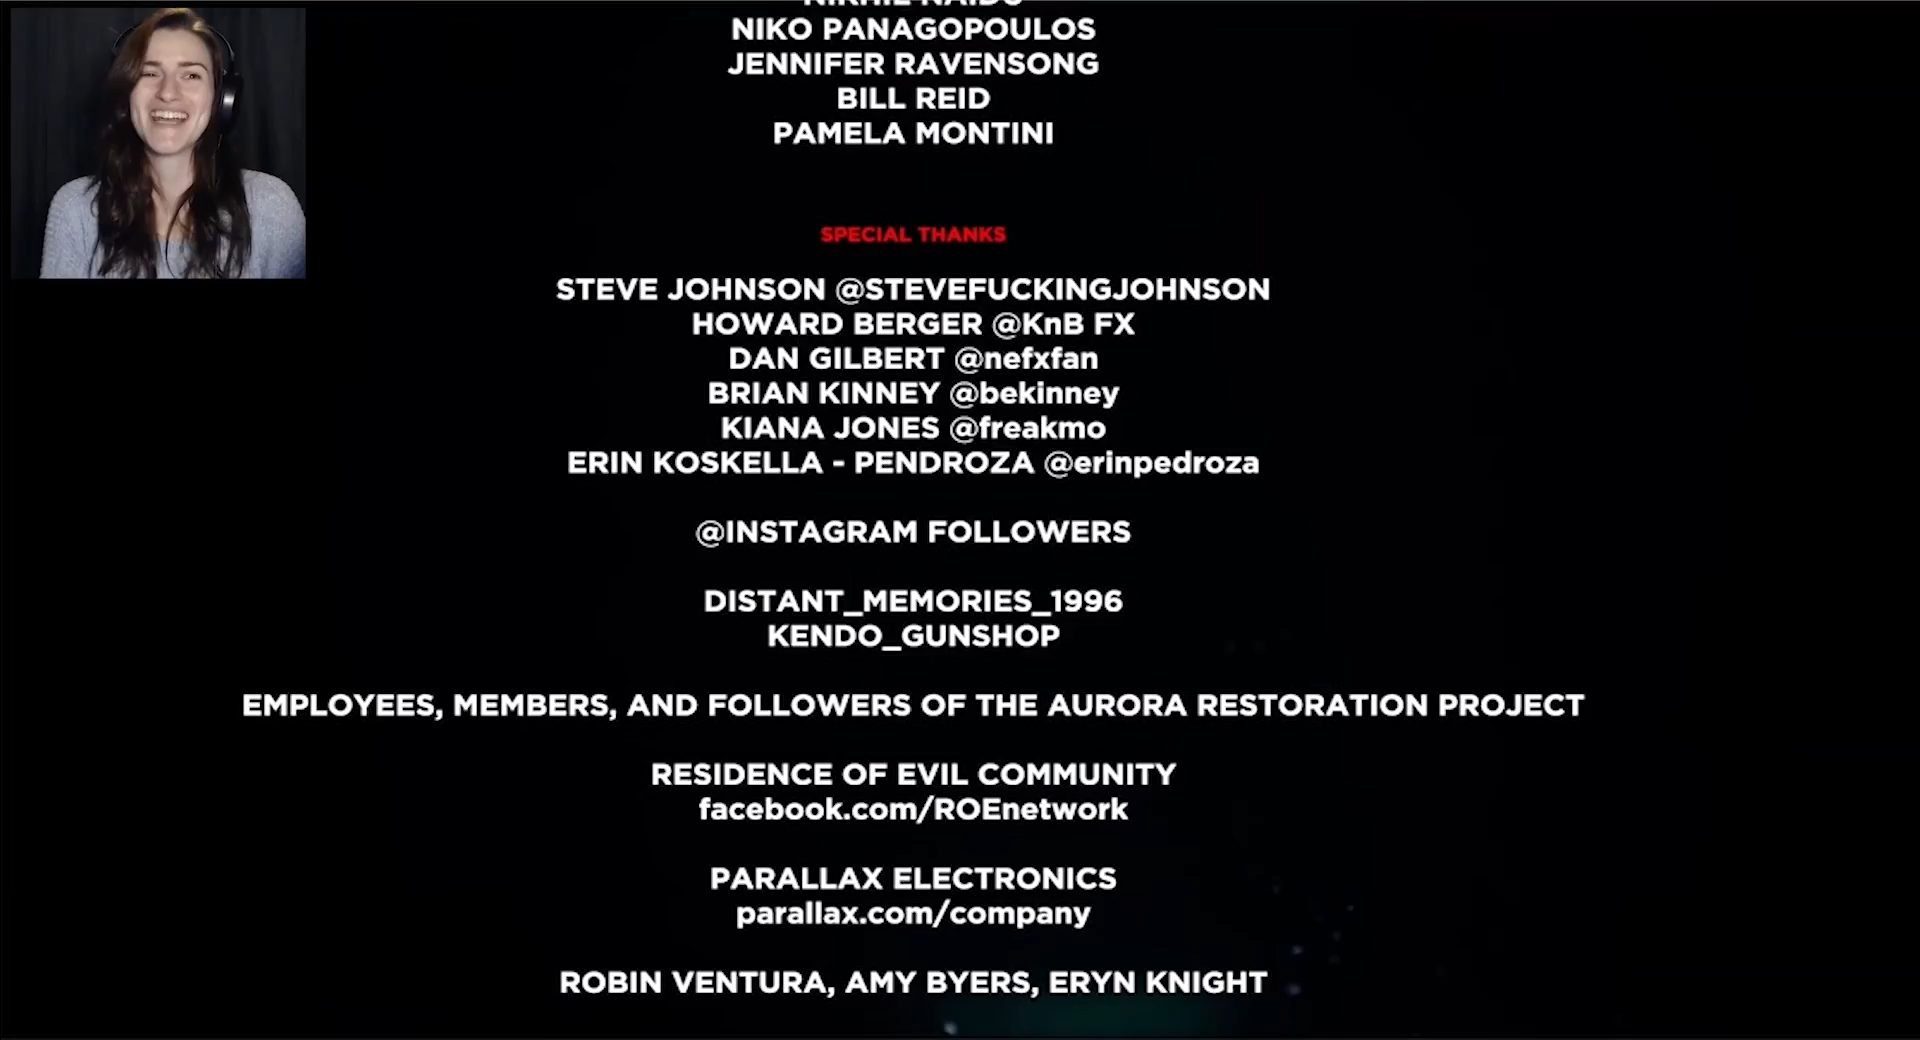 NIKHIL NAIDU
NIKO PANAGOPOULOS
JENNIFER RAVENSONG
BILL REID
PAMELA MONTINI
SPECIAL THANKS
STEVE JOHNSON @STEVEFUCKINGJOHNSON
HOWARD BERGER @KnB FX
DAN GILBERT @nefxfan
BRIAN KINNEY @bekinney
KIANA JONES @freakmo
ERIN KOSKELLA - PENDROZA @erinpedroza
@INSTAGRAM FOLLOWERS
DISTANT_MEMORIES_1996
KENDO_GUNSHOP
EMPLOYEES, MEMBERS, AND FOLLOWERS OF THE AURORA RESTORATION PROJECT
RESIDENCE OF EVIL COMMUNITY
facebook.com/ROEnetwork
PARALLAX ELECTRONICS
parallax.com/company
ROBIN VENTURA, AMY BYERS, ERYN KNIGHT